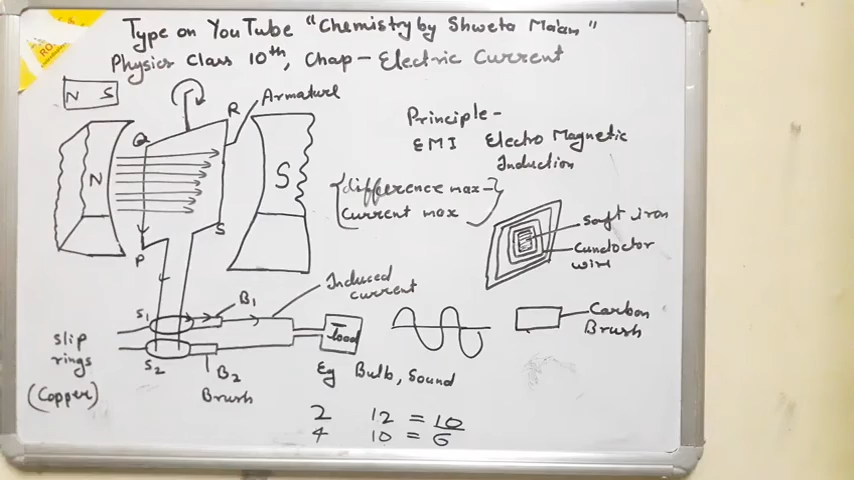 Type on YouTube "Chemistry by Shweta Ma'am"
Physics Class 10th, Chap - Electric Current
N S
R
Armature
Q
Principle -
EMI Electro Magnetic
Induction
N
S
{difference max-}
current max
S
P
Soft iron
Cunductor
wire
Induced
current
B1
S1
Carbon
Brush
load
slip
rings
(Copper)
S2
B2
Brush
Eg Bulb, Sound
2 12 = 10
4 10 = 6